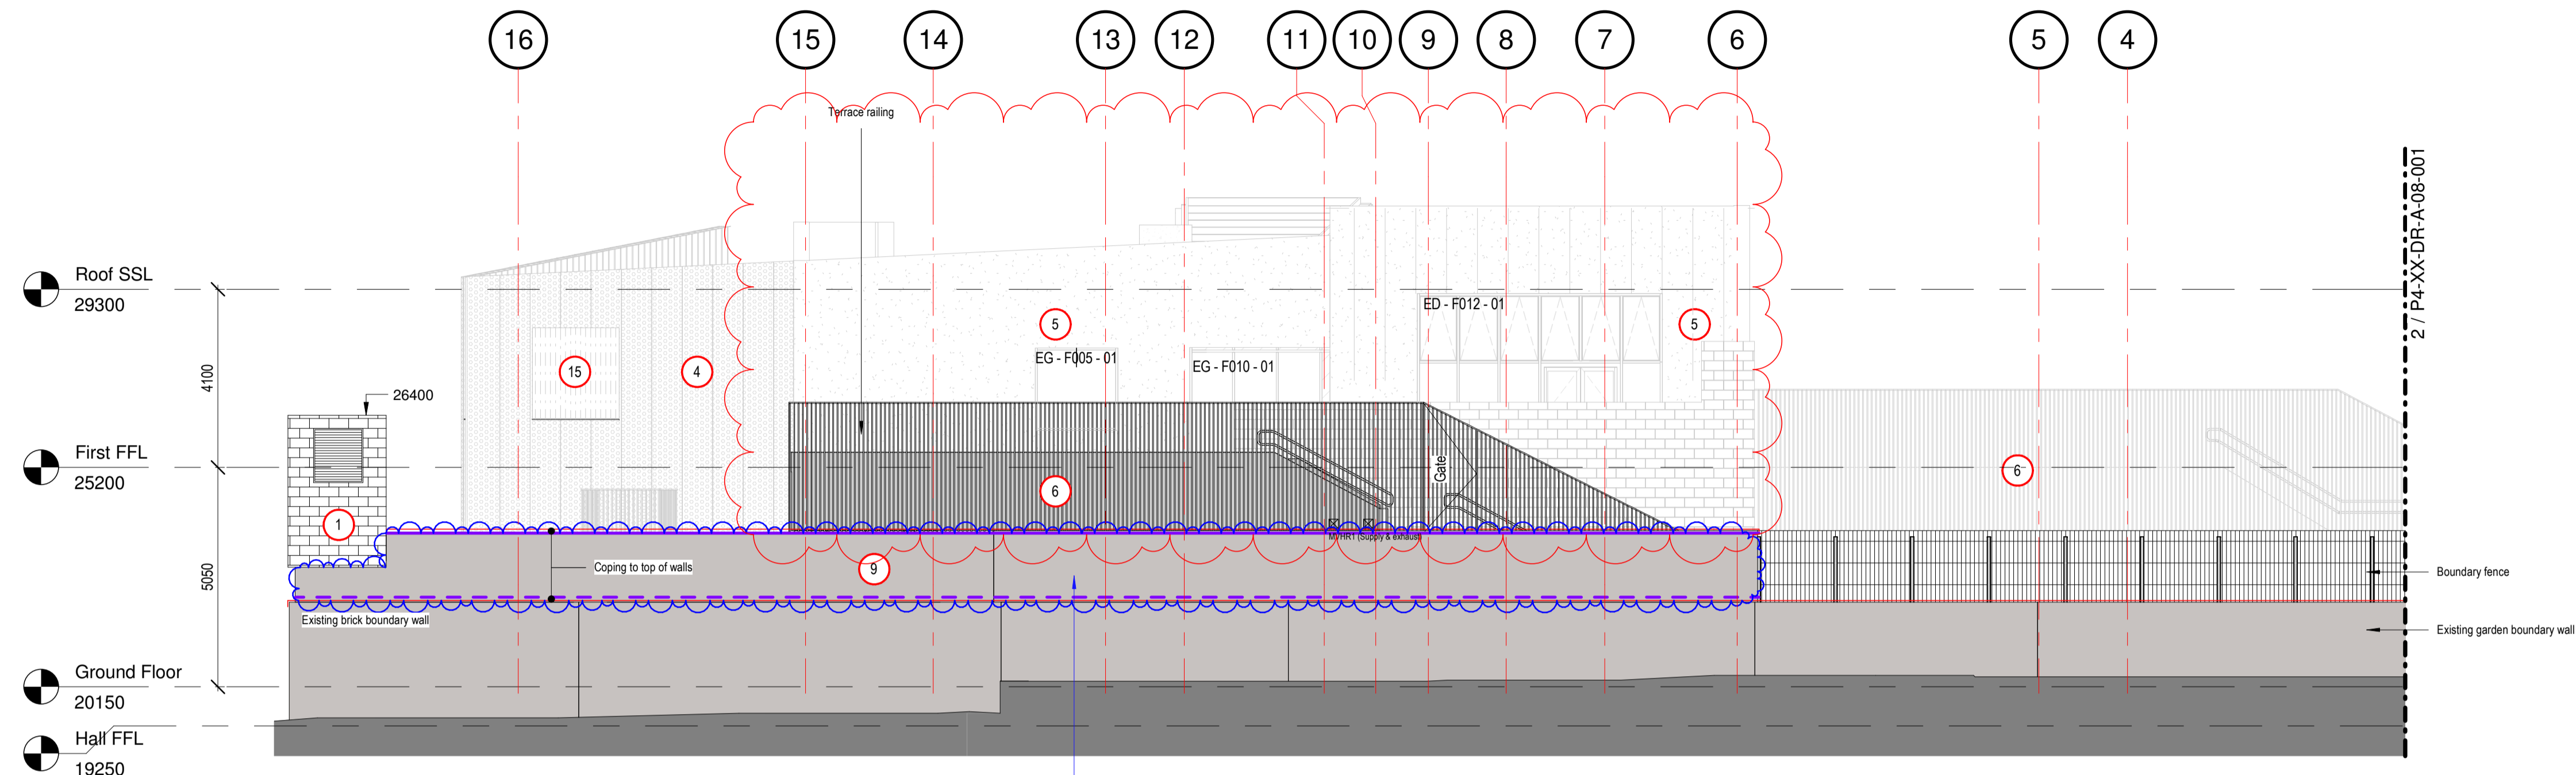 16 15 14 13 12 11 10 9 8 7 6 5 4
Terrace railing
2 / P4-XX-DR-A-08-001
Roof SSL
29300
ED - F012 - 01
5
5
EG - F005 - 01
EG - F010 - 01
15
4
4100
26400
First FFL
25200
Gate
6
6
1
MVHR1 (Supply & exhaust)
Coping to top of walls
9
Boundary fence
5050
Existing brick boundary wall
Existing garden boundary wall
Ground Floor
20150
Hall FFL
19250